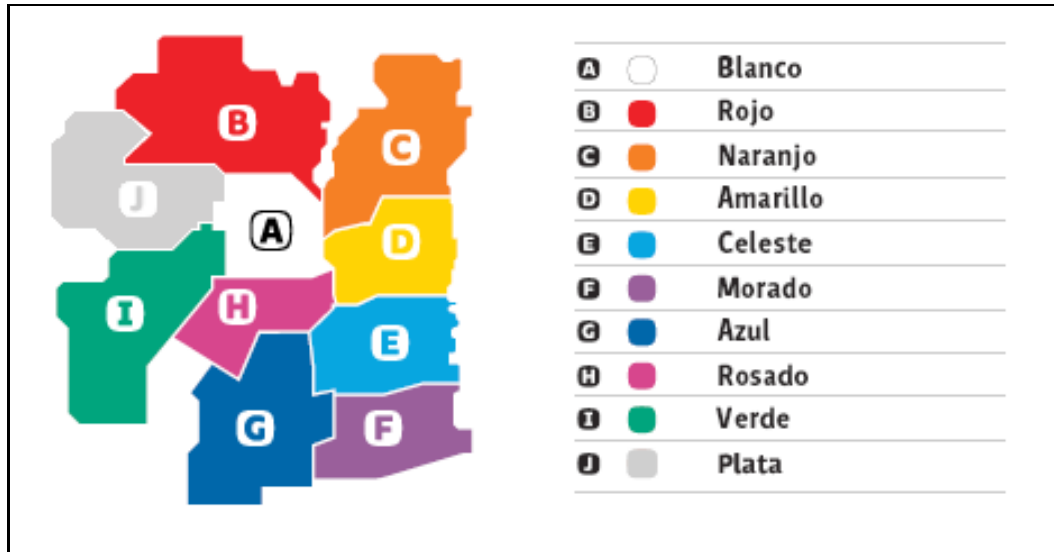 B
C
J
A
D
I
H
E
G
F
A Blanco
B Rojo
C Naranjo
D Amarillo
E Celeste
F Morado
G Azul
H Rosado
I Verde
J Plata